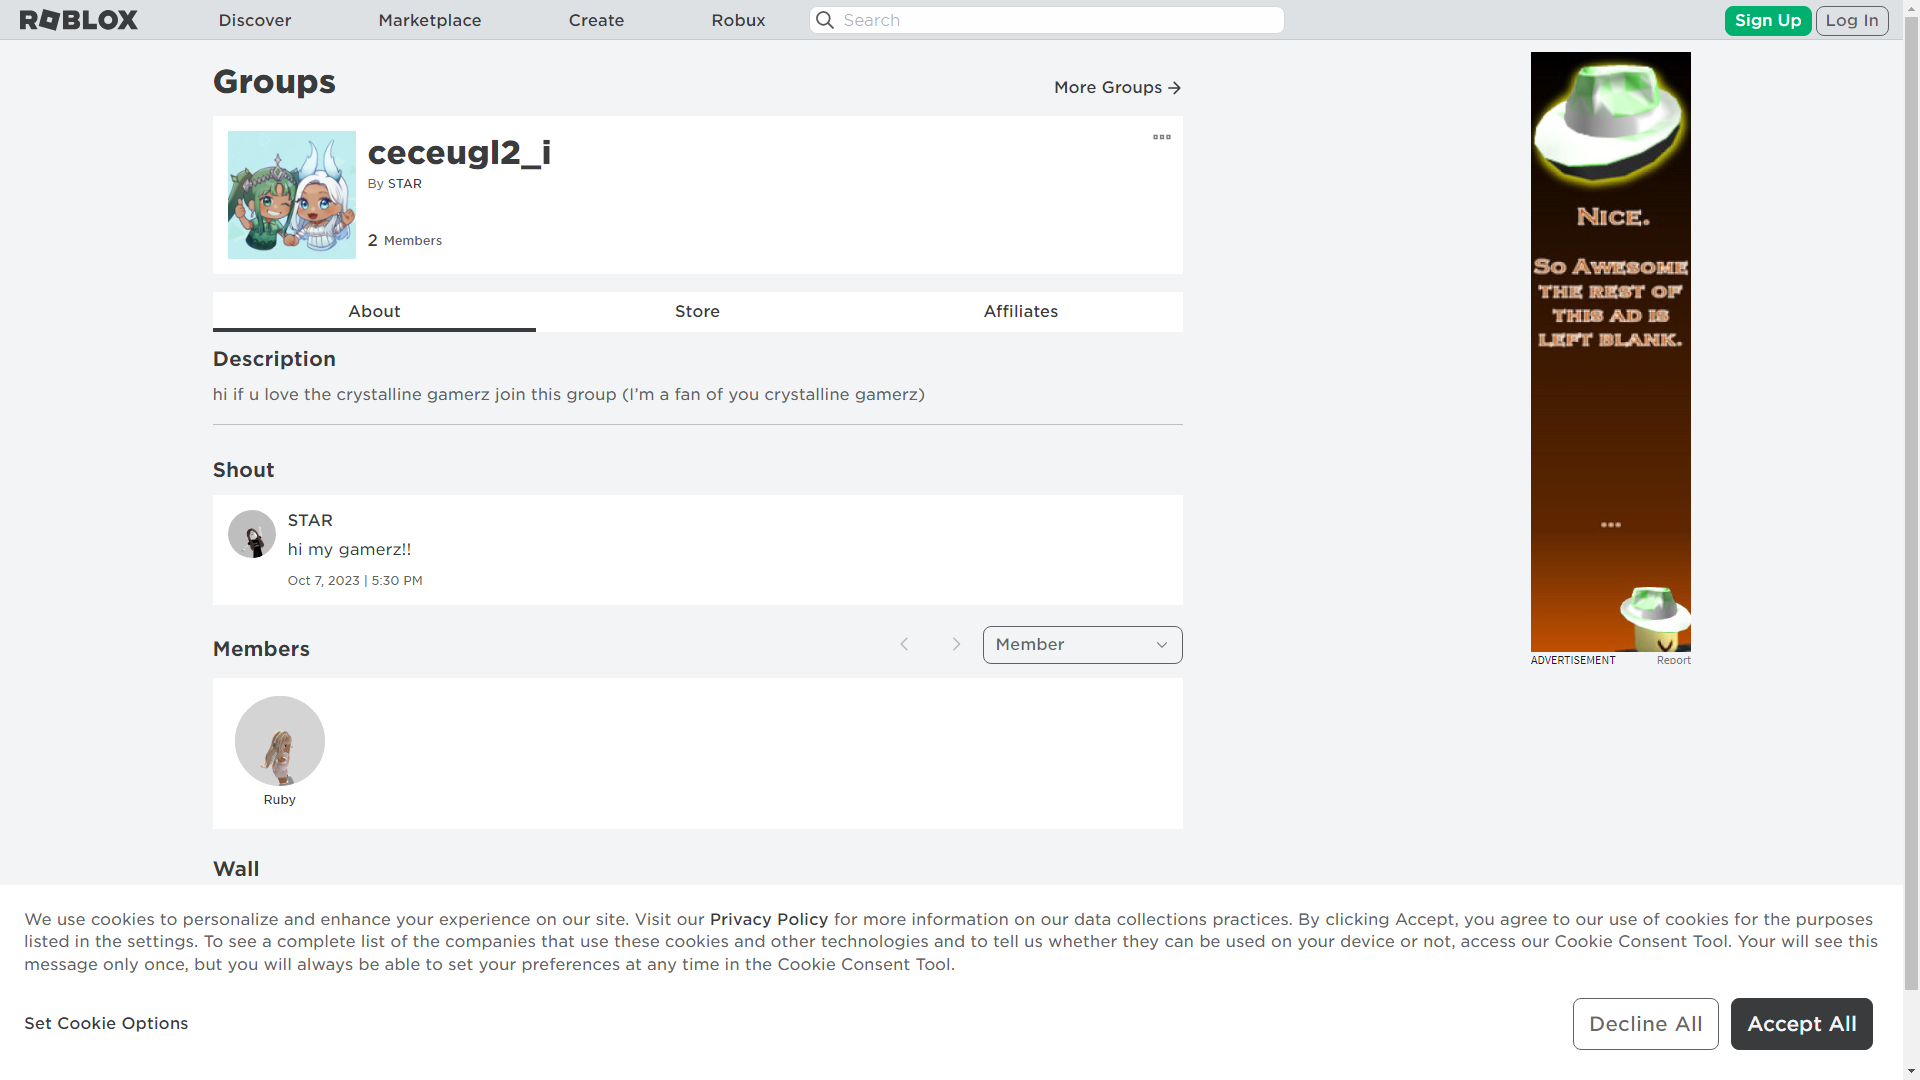 ROBLOX
Discover
Marketplace
Create
Robux
Search
Sign Up
Log In
Groups
More Groups
ceceugl2_i
By STAR
2 Members
About
Store
Affiliates
Description
hi if u love the crystalline gamerz join this group (I'm a fan of you crystalline gamerz)
Shout
STAR
hi my gamerz!!
Oct 7, 2023 | 5:30 PM
Members
Member
Ruby
Wall
NICE.
SO AWESOME
THE REST OF
THIS AD IS
LEFT BLANK.
...
ADVERTISEMENT
Report
We use cookies to personalize and enhance your experience on our site. Visit our Privacy Policy for more information on our data collections practices. By clicking Accept, you agree to our use of cookies for the purposes
listed in the settings. To see a complete list of the companies that use these cookies and other technologies and to tell us whether they can be used on your device or not, access our Cookie Consent Tool. Your will see this
message only once, but you will always be able to set your preferences at any time in the Cookie Consent Tool.
Set Cookie Options
Decline All
Accept All